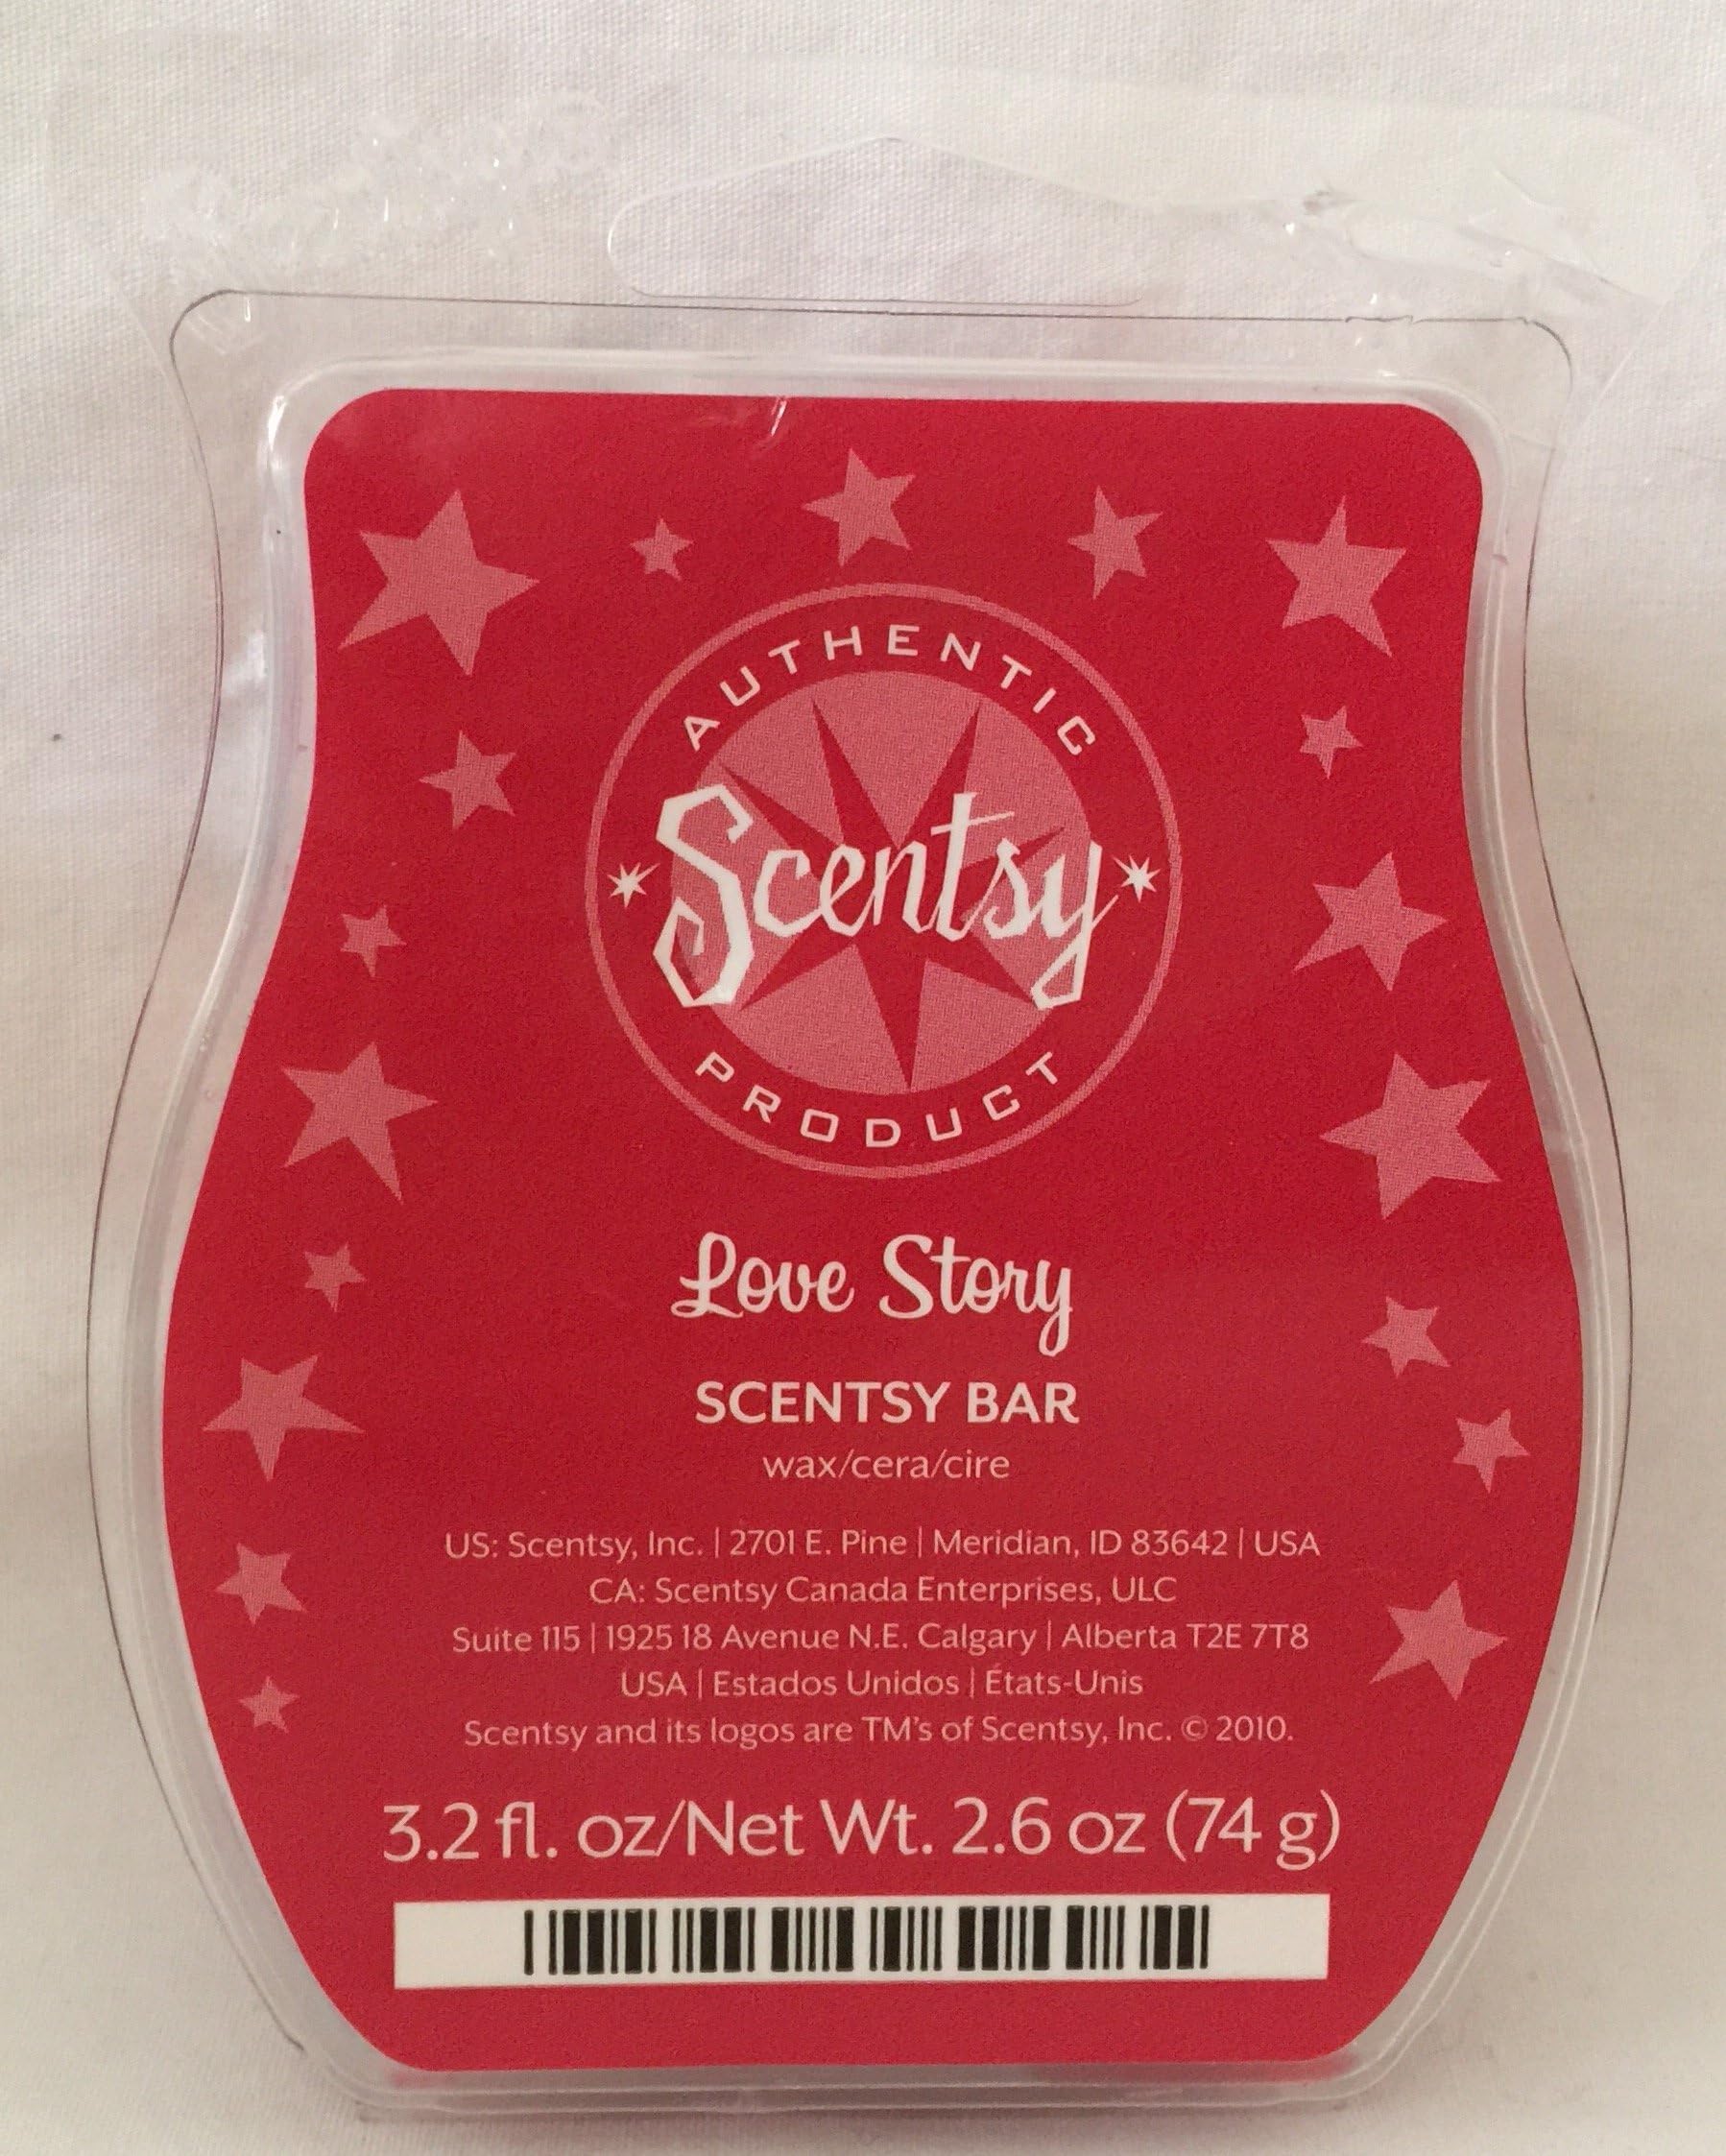 AUTHENTIC
Scentsy
PRODUCT
Love Story
SCENTSY BAR
wax/cera/cire
US: Scentsy, Inc. | 2701 E. Pine | Meridian, ID 83642 | USA
CA: Scentsy Canada Enterprises, ULC
Suite 115 | 1925 18 Avenue N.E. Calgary | Alberta T2E 7T8
USA | Estados Unidos | États-Unis
Scentsy and its logos are TM's of Scentsy, Inc. © 2010.
3.2 fl. oz/Net Wt. 2.6 oz (74 g)